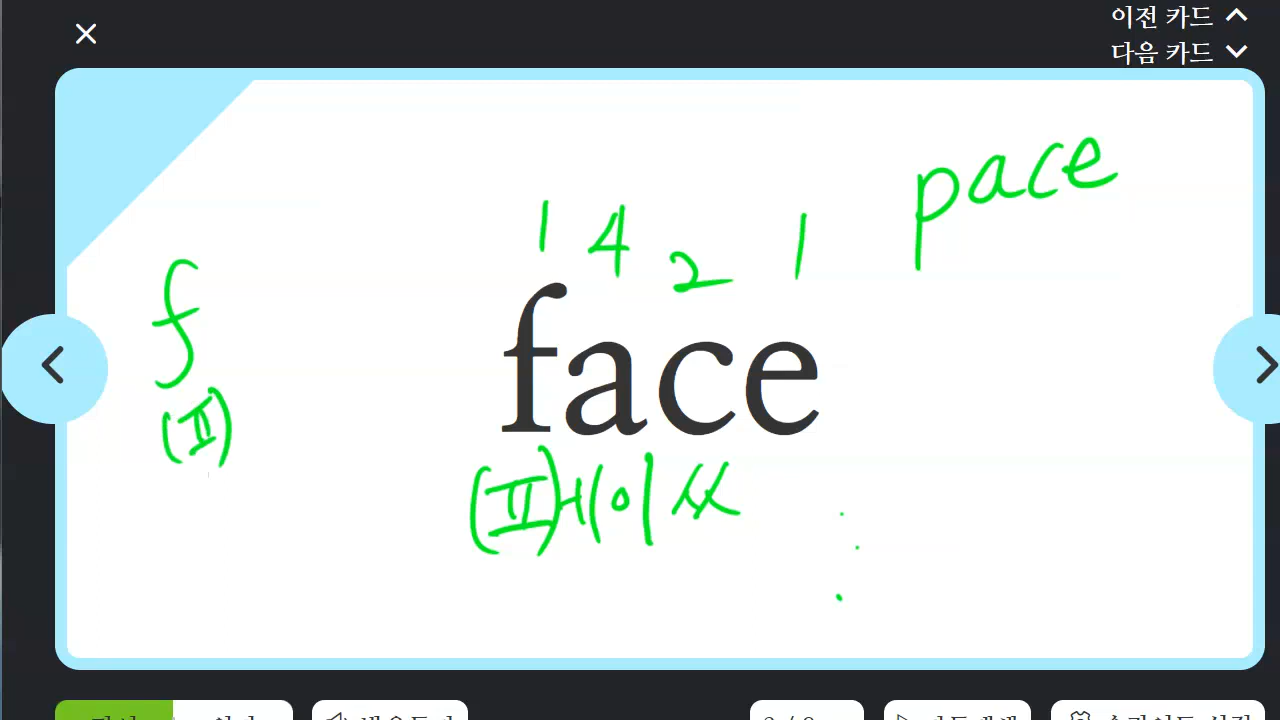 이전 카드
다음 카드
pace
1 4 2 1
f
face
(ㅍ)
(ㅍ)ㅔ이ㅆ